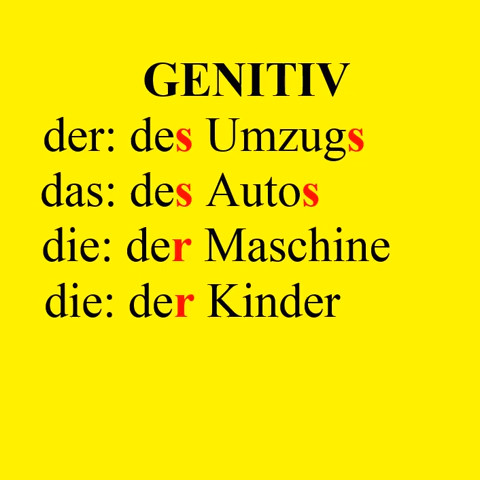 GENITIV
der: des Umzugs
das: des Autos
die: der Maschine
die: der Kinder